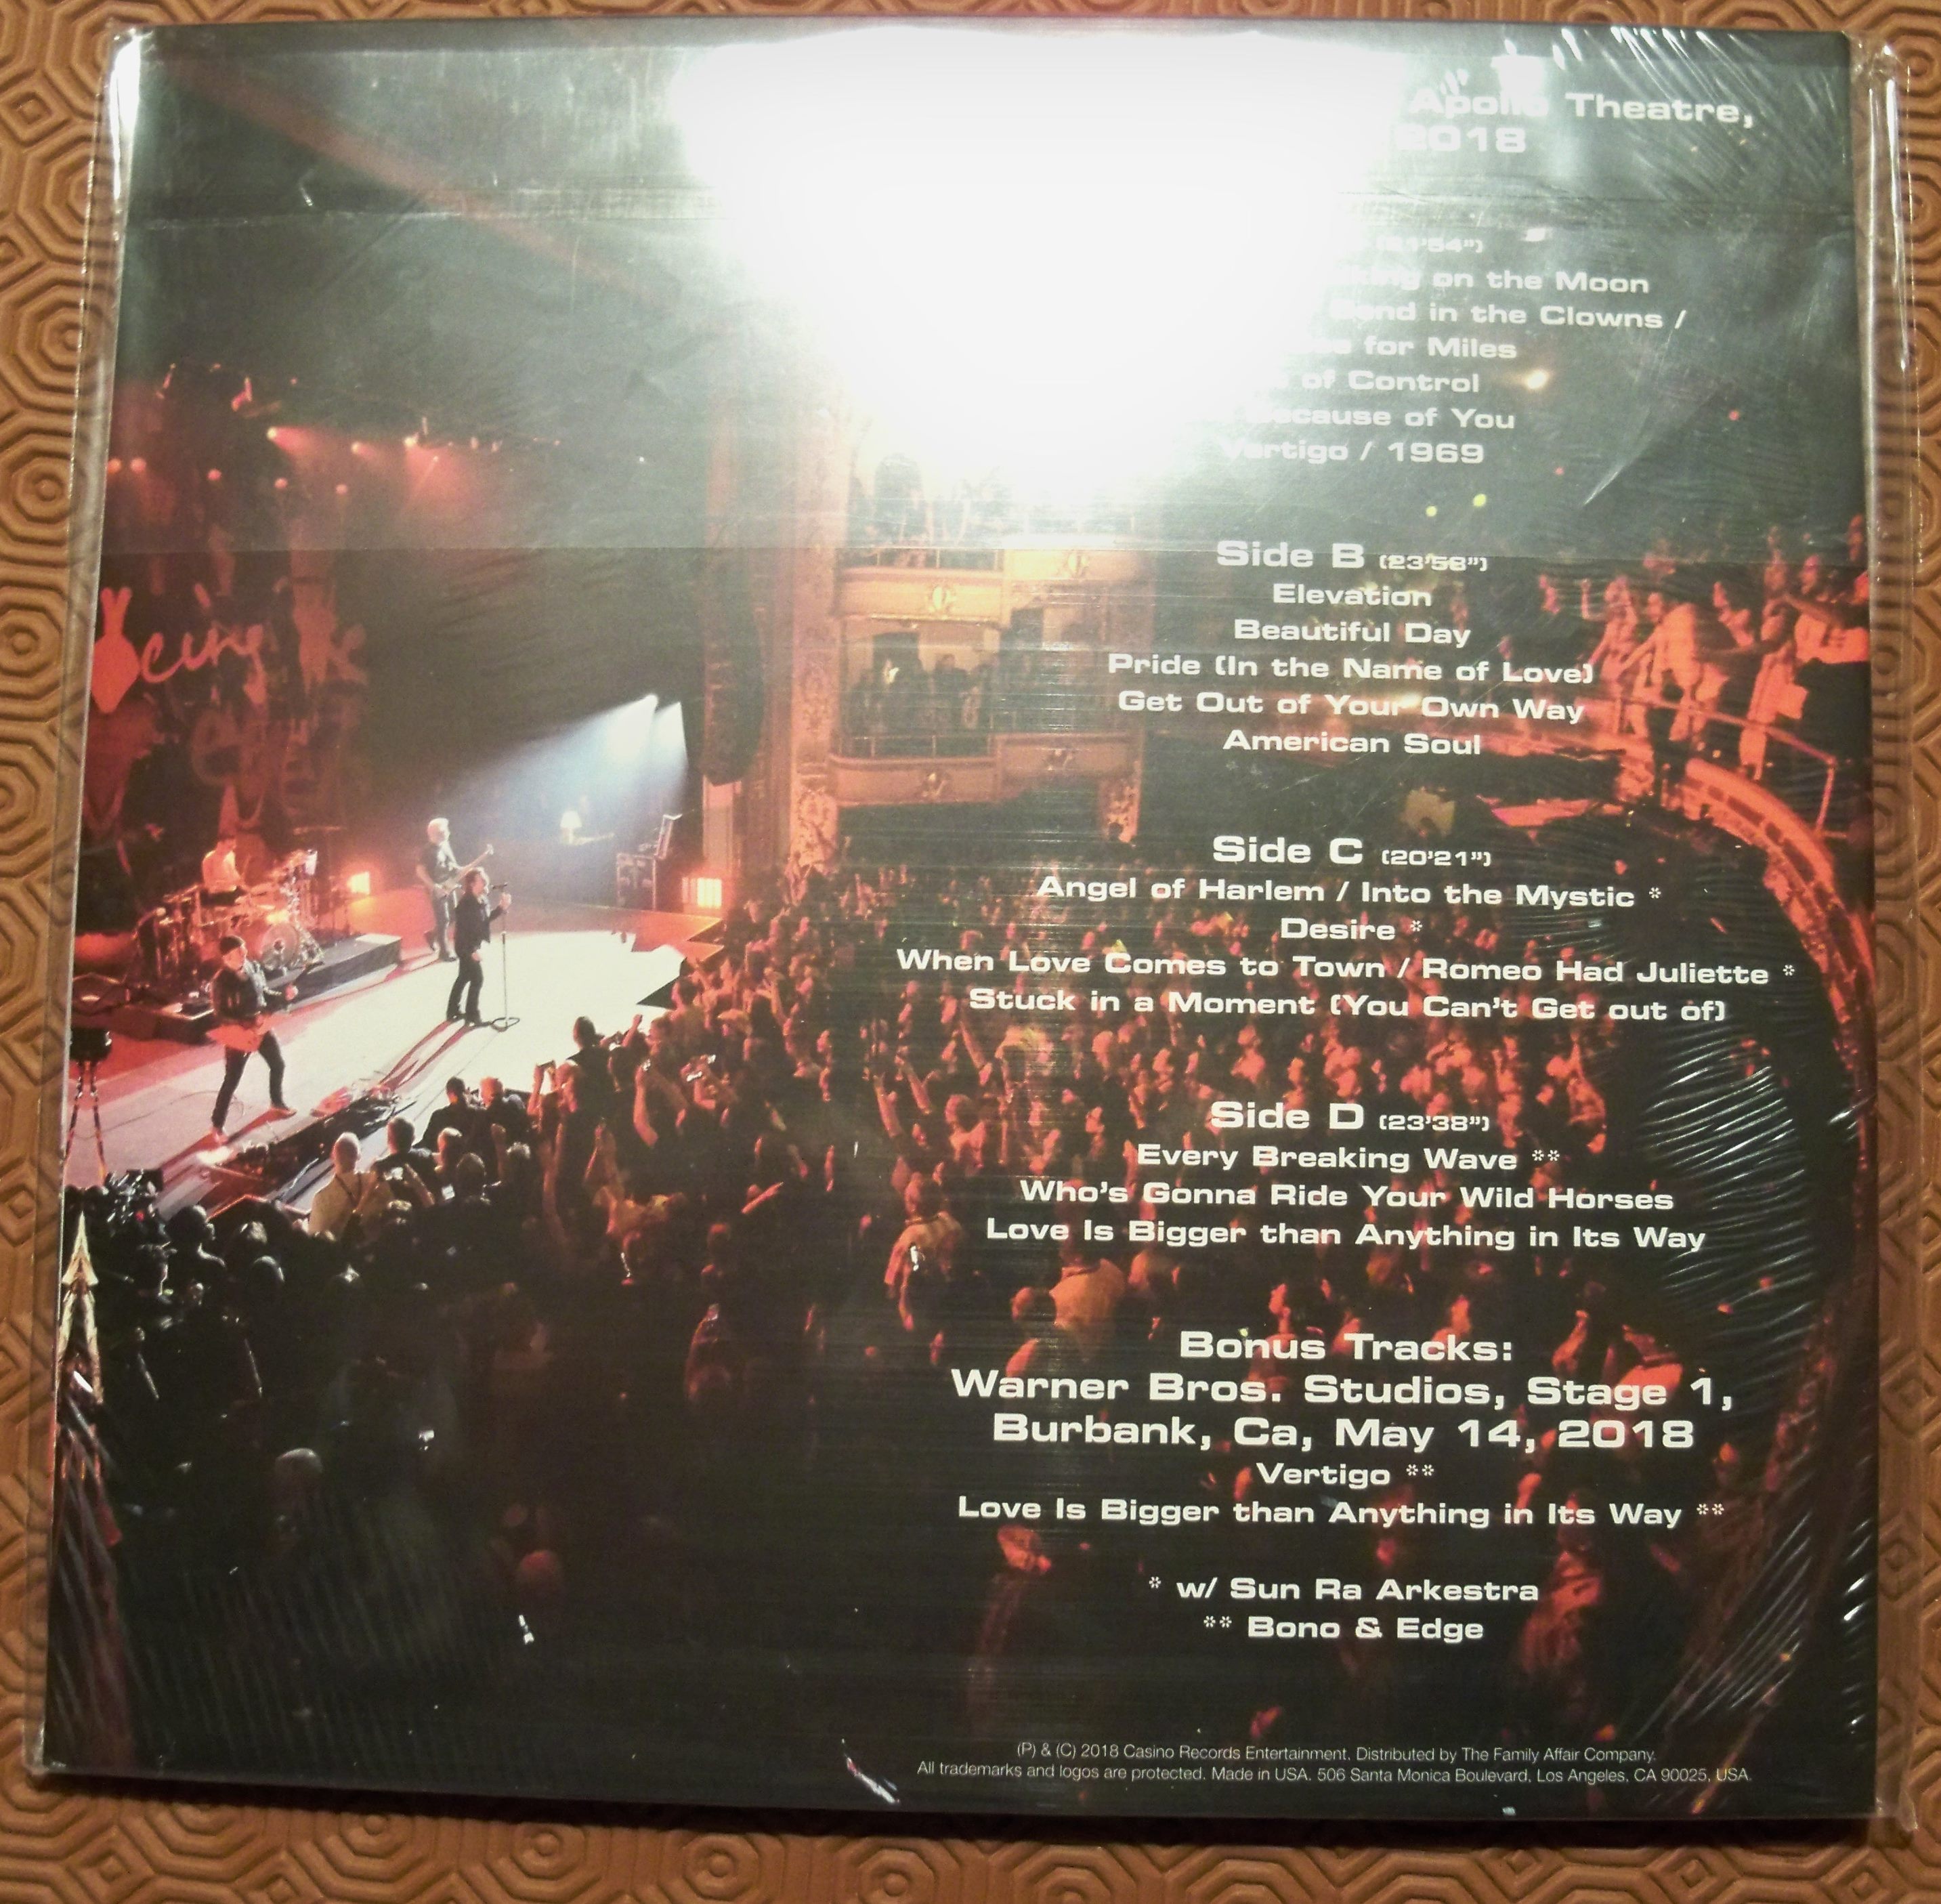 Apollo Theatre,
2018
(21'54")
on the Moon
Send in the Clowns /
for Miles
of Control
Because of You
Vertigo / 1969
Side B (23'58")
Elevation
Beautiful Day
Pride (In the Name of Love)
Get Out of Your Own Way
American Soul
Side C (20'21")
Angel of Harlem / Into the Mystic *
Desire *
When Love Comes to Town / Romeo Had Juliette *
Stuck in a Moment (You Can't Get out of)
Side D (23'38")
Every Breaking Wave **
Who's Gonna Ride Your Wild Horses
Love Is Bigger than Anything in Its Way
Bonus Tracks:
Warner Bros. Studios, Stage 1,
Burbank, Ca, May 14, 2018
Vertigo **
Love Is Bigger than Anything in Its Way **
* w/ Sun Ra Arkestra
** Bono & Edge
(P) & (C) 2018 Casino Records Entertainment. Distributed by The Family Affair Company.
All trademarks and logos are protected. Made in USA. 506 Santa Monica Boulevard, Los Angeles, CA 90025, USA.